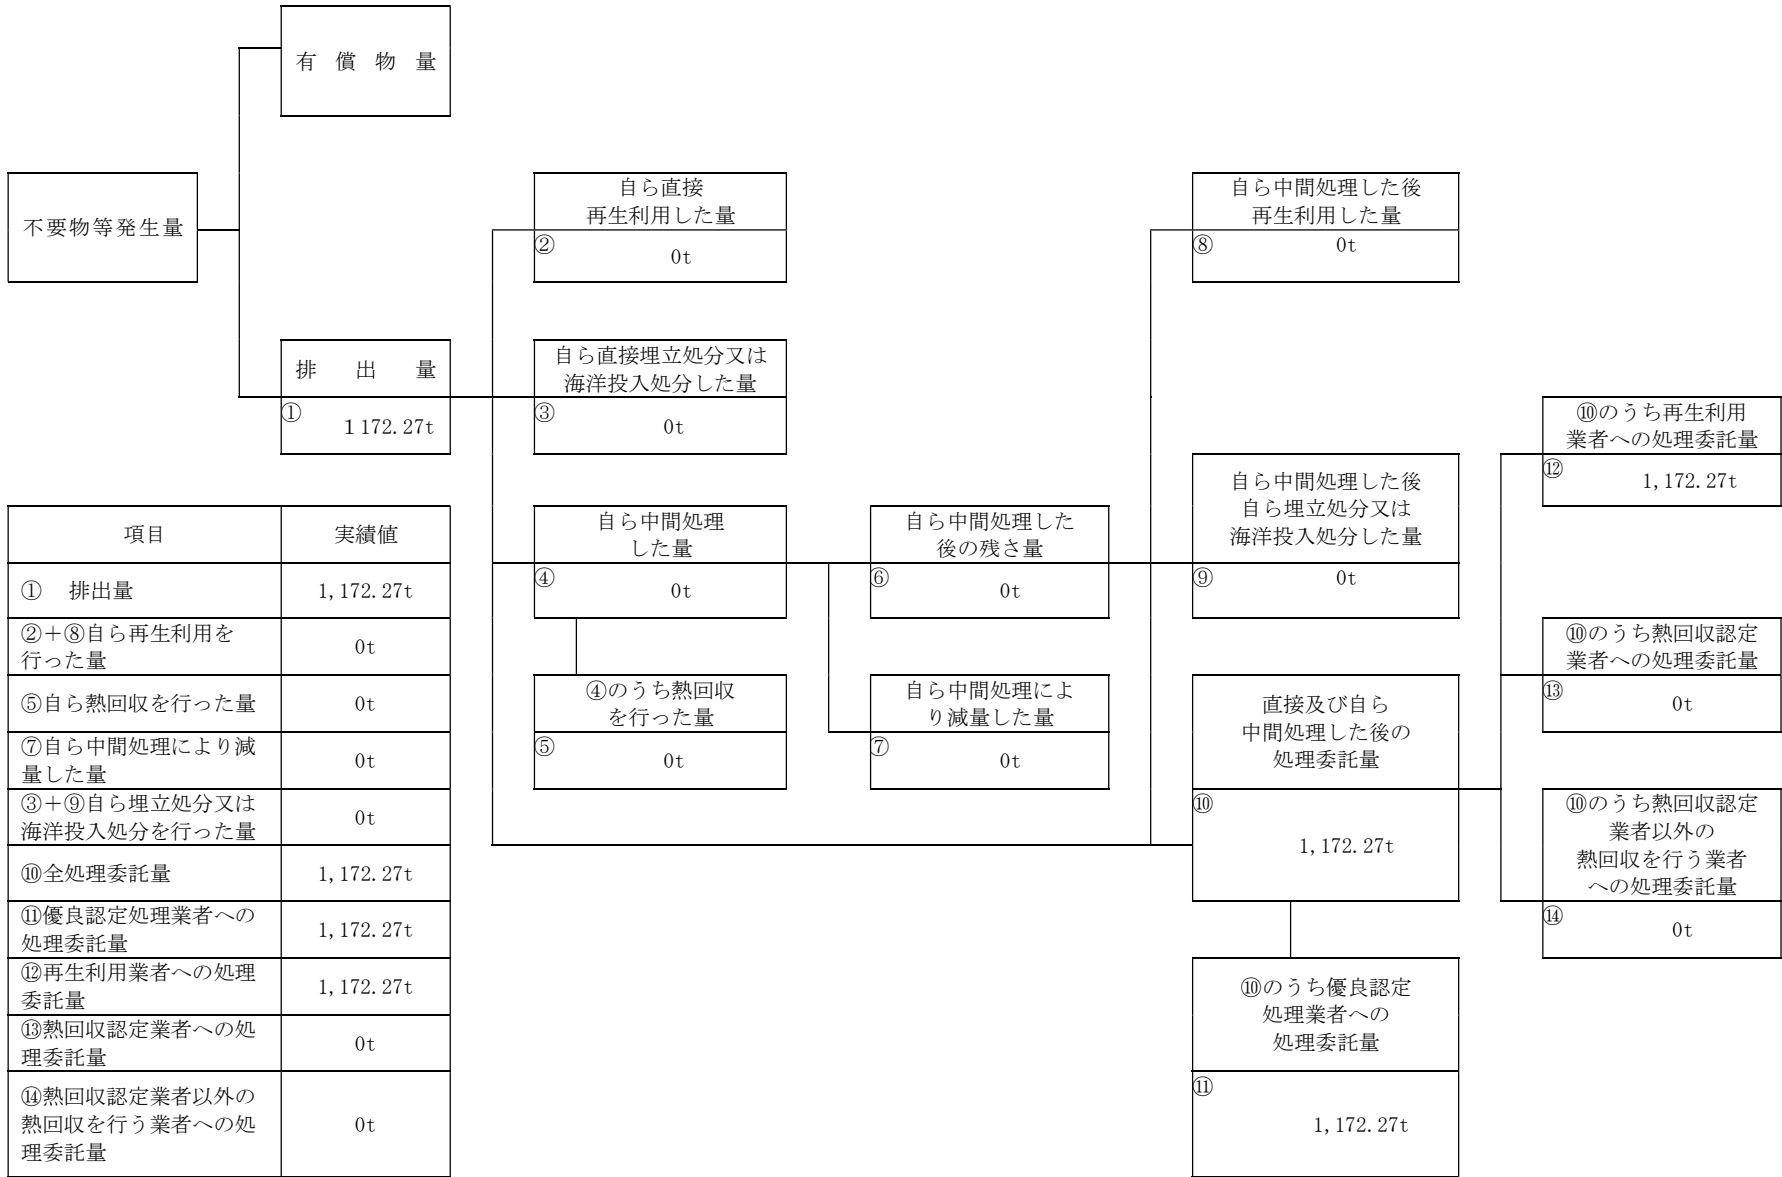 有 償 物 量
不要物等発生量
自ら直接
再生利用した量
② 0t
自ら中間処理した後
再生利用した量
⑧ 0t
排 出 量
① 1172.27t
自ら直接埋立処分又は
海洋投入処分した量
③ 0t
⑩のうち再生利用
業者への処理委託量
⑫ 1,172.27t
自ら中間処理
した量
④ 0t
自ら中間処理した
後の残さ量
⑥ 0t
自ら中間処理した後
自ら埋立処分又は
海洋投入処分した量
⑨ 0t
⑩のうち熱回収認定
業者への処理委託量
⑬ 0t
④のうち熱回収
を行った量
⑤ 0t
自ら中間処理によ
り減量した量
⑦ 0t
直接及び自ら
中間処理した後の
処理委託量
⑩
1,172.27t
⑩のうち熱回収認定
業者以外の
熱回収を行う業者
への処理委託量
⑭ 0t
⑩のうち優良認定
処理業者への
処理委託量
⑪
1,172.27t
項目 実績値
① 排出量 1,172.27t
②+⑧自ら再生利用を
行った量 0t
⑤自ら熱回収を行った量 0t
⑦自ら中間処理により減
量した量 0t
③+⑨自ら埋立処分又は
海洋投入処分を行った量 0t
⑩全処理委託量 1,172.27t
⑪優良認定処理業者への
処理委託量 1,172.27t
⑫再生利用業者への処理
委託量 1,172.27t
⑬熱回収認定業者への処
理委託量 0t
⑭熱回収認定業者以外の
熱回収を行う業者への処
理委託量 0t